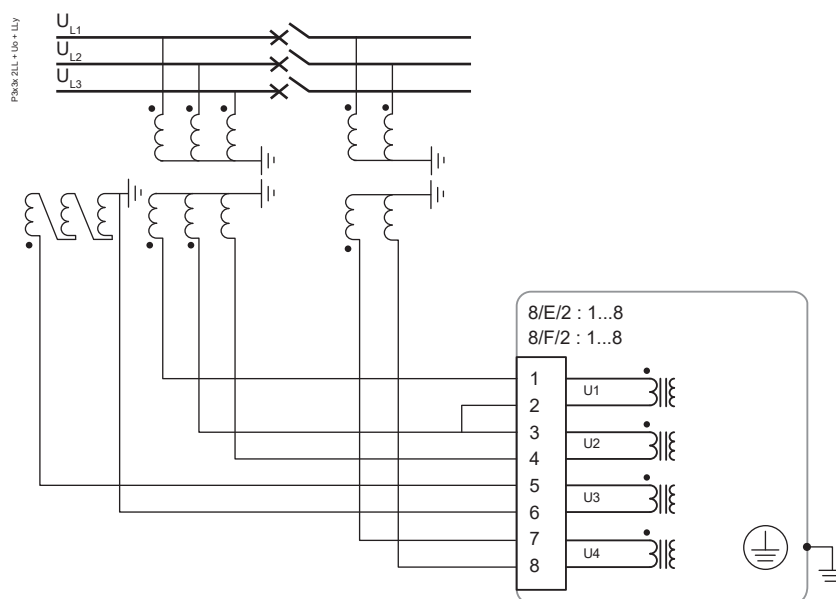 P3x3x 2LL + Uo + LLy
UL1
UL2
UL3
8/E/2 : 1...8
8/F/2 : 1...8
1
U1
2
3
U2
4
5
U3
6
7
U4
8